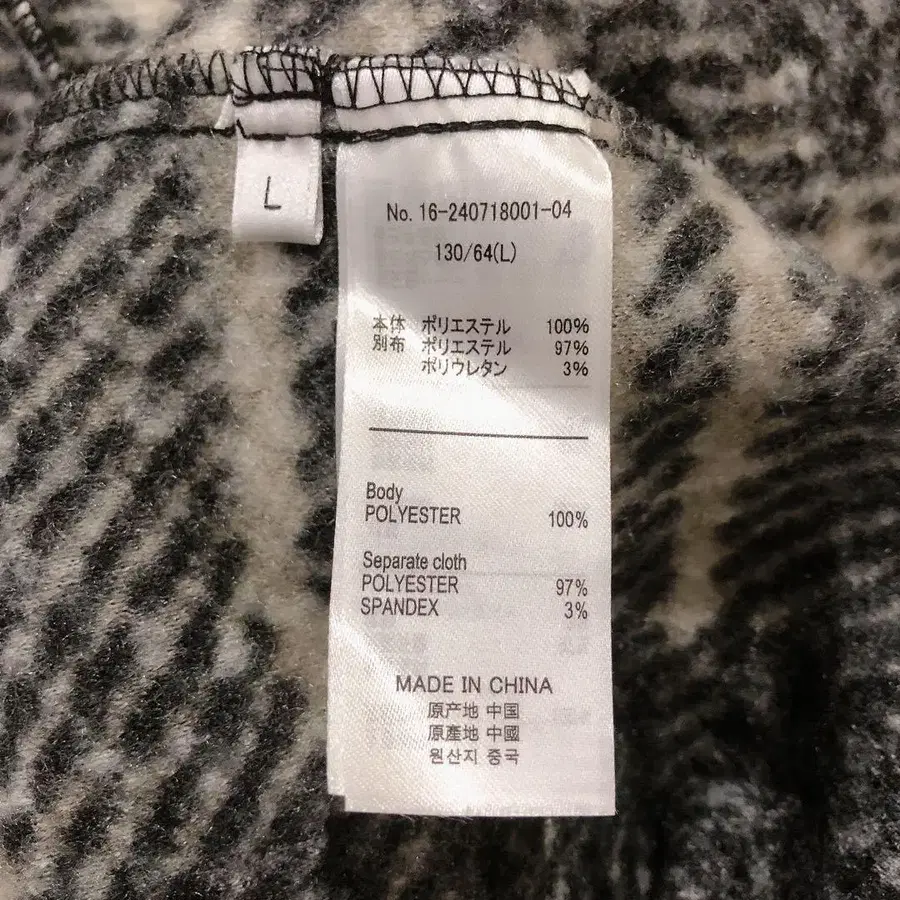 L
No. 16-240718001-04
130/64(L)
本体 ポリエステル 100%
別布 ポリエステル 97%
ポリウレタン 3%
Body
POLYESTER 100%
Separate cloth
POLYESTER 97%
SPANDEX 3%
MADE IN CHINA
原产地 中国
原產地 中國
원산지 중국